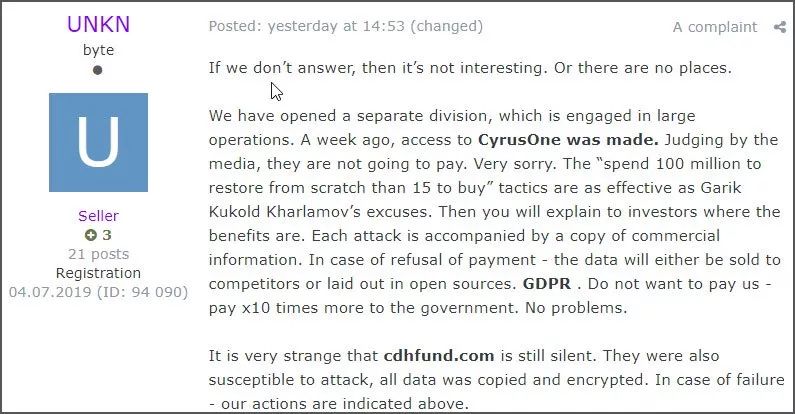 UNKN
byte
U
Seller
3
21 posts
Registration
04.07.2019 (ID: 94 090)
Posted: yesterday at 14:53 (changed)
A complaint
If we don’t answer, then it’s not interesting. Or there are no places.
We have opened a separate division, which is engaged in large
operations. A week ago, access to CyrusOne was made. Judging by the
media, they are not going to pay. Very sorry. The “spend 100 million to
restore from scratch than 15 to buy” tactics are as effective as Garik
Kukold Kharlamov’s excuses. Then you will explain to investors where the
benefits are. Each attack is accompanied by a copy of commercial
information. In case of refusal of payment - the data will either be sold to
competitors or laid out in open sources. GDPR . Do not want to pay us -
pay x10 times more to the government. No problems.
It is very strange that cdhfund.com is still silent. They were also
susceptible to attack, all data was copied and encrypted. In case of failure
- our actions are indicated above.